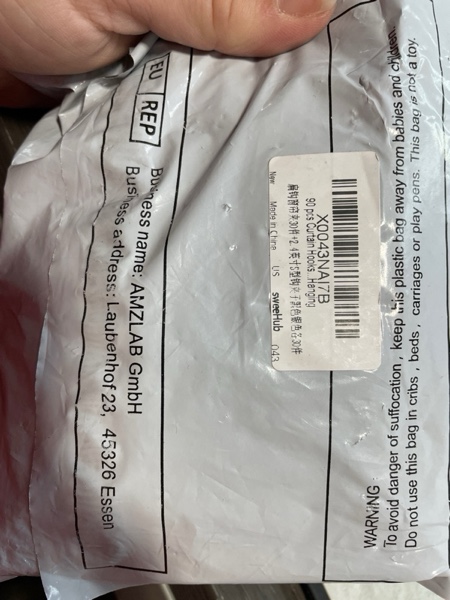 EU REP
Business name: AMZLAB GmbH
Business address: Laubenhof 23, 45326 Essen
X0043NAI7B
90 pcs Curtain Hooks, Hanging
New
Made in China
US
sweeHub
043
WARNING
To avoid danger of suffocation, keep this plastic bag away from babies and children.
Do not use this bag in cribs, beds, carriages or play pens. This bag is not a toy.